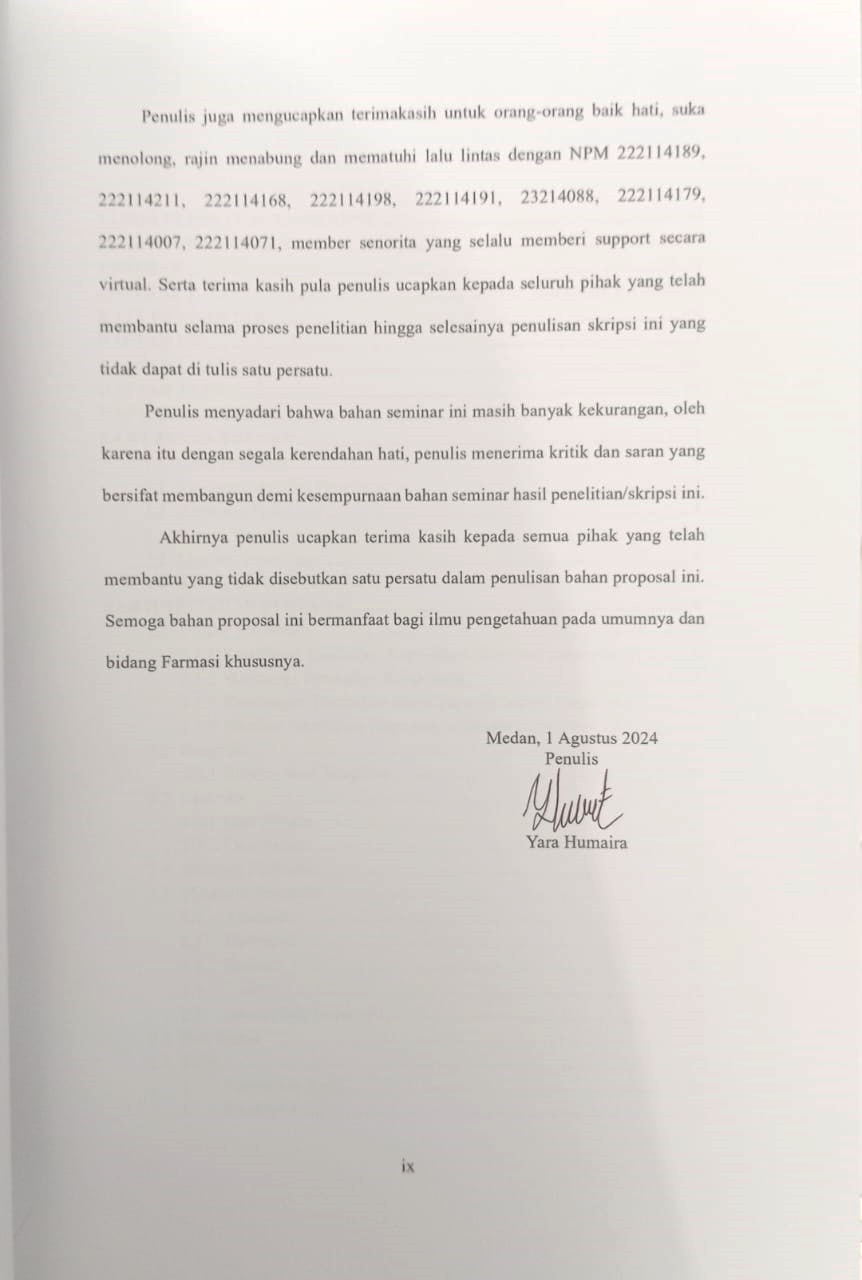 Penulis juga mengucapkan terimakasih untuk orang-orang baik hati, suka
menolong, rajin menabung dan mematuhi lalu lintas dengan NPM 222114189,
222114211, 222114168, 222114198, 222114191, 23214088, 222114179,
222114007, 222114071, member senorita yang selalu memberi support secara
virtual. Serta terima kasih pula penulis ucapkan kepada seluruh pihak yang telah
membantu selama proses penelitian hingga selesainya penulisan skripsi ini yang
tidak dapat di tulis satu persatu.
Penulis menyadari bahwa bahan seminar ini masih banyak kekurangan, oleh
karena itu dengan segala kerendahan hati, penulis menerima kritik dan saran yang
bersifat membangun demi kesempurnaan bahan seminar hasil penelitian/skripsi ini.
Akhirnya penulis ucapkan terima kasih kepada semua pihak yang telah
membantu yang tidak disebutkan satu persatu dalam penulisan bahan proposal ini.
Semoga bahan proposal ini bermanfaat bagi ilmu pengetahuan pada umumnya dan
bidang Farmasi khususnya.
Medan, 1 Agustus 2024
Penulis
Yara Humaira
ix